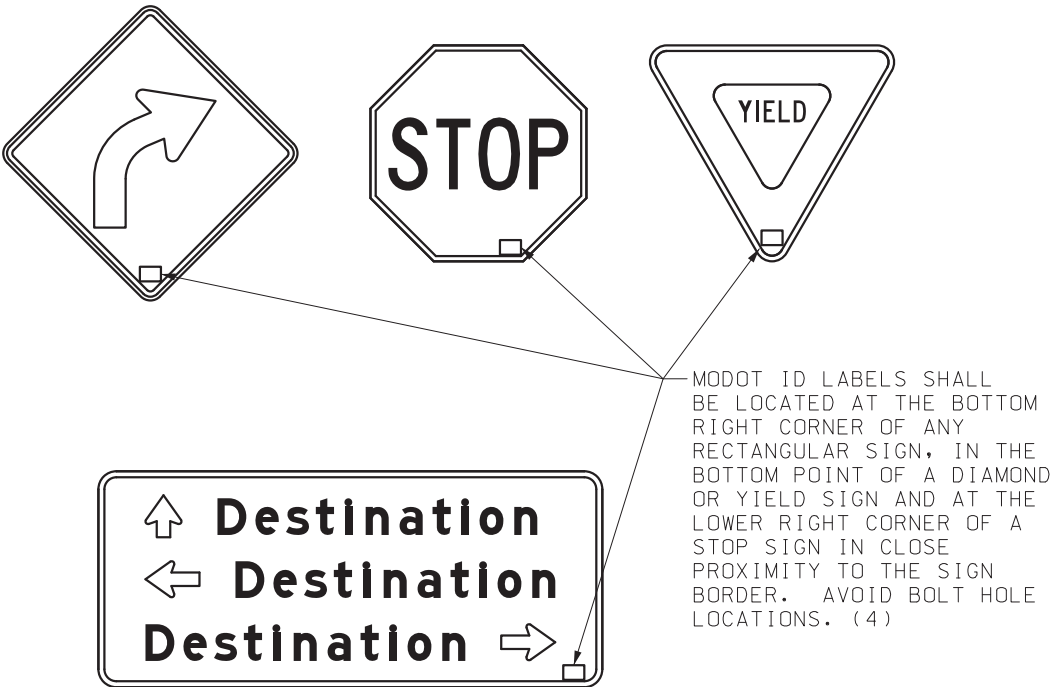 STOP
YIELD
MODOT ID LABELS SHALL
BE LOCATED AT THE BOTTOM
RIGHT CORNER OF ANY
RECTANGULAR SIGN, IN THE
BOTTOM POINT OF A DIAMOND
OR YIELD SIGN AND AT THE
LOWER RIGHT CORNER OF A
STOP SIGN IN CLOSE
PROXIMITY TO THE SIGN
BORDER. AVOID BOLT HOLE
LOCATIONS. (4)
Destination
Destination
Destination